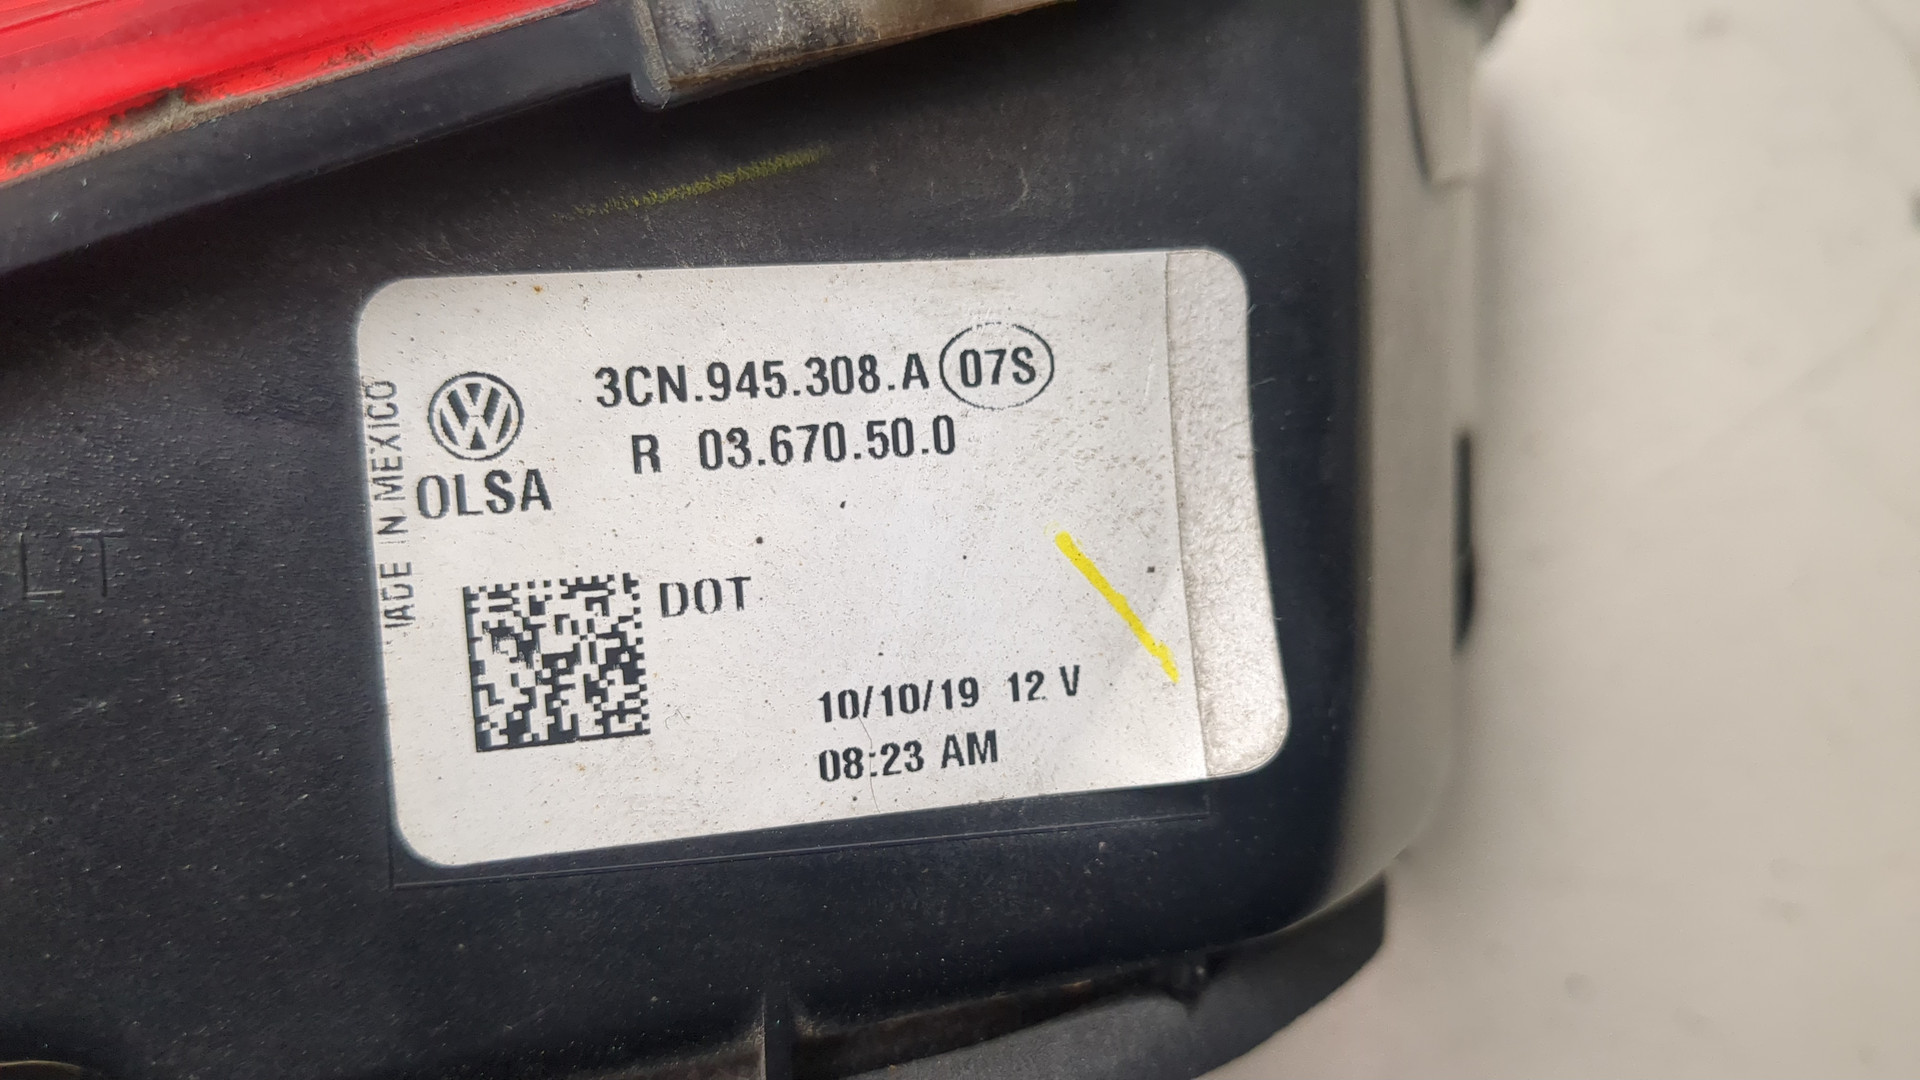 3CN.945.308.A 07S
R 03.670.50.0
OLSA
MADE IN MEXICO
DOT
10/10/19 12 V
08:23 AM
LT